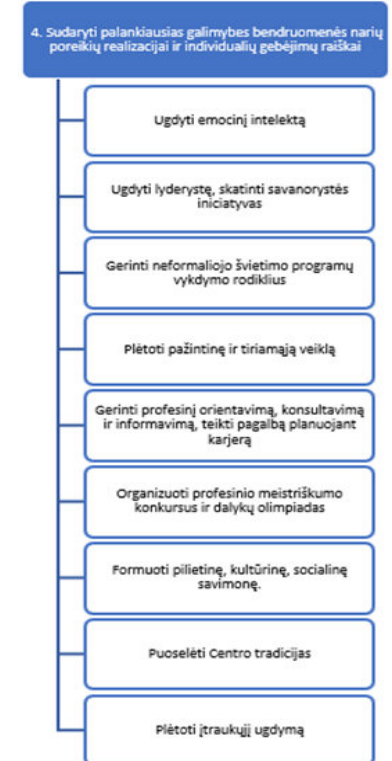 4. Sudaryti palankiausias galimybes bendruomenės narių
poreikių realizacijai ir individualių gebėjimų raiškai
Ugdyti emocinį intelektą
Ugdyti lyderystę, skatinti savanorystės
iniciatyvas
Gerinti neformaliojo švietimo programų
vykdymo rodiklius
Plėtoti pažintinę ir tiriamąją veiklą
Gerinti profesinį orientavimą, konsultavimą
ir informavimą, teikti pagalbą planuojant
karjerą
Organizuoti profesinio meistriškumo
konkursus ir dalykų olimpiadas
Formuoti pilietinę, kultūrinę, socialinę
savimonę.
Puoselėti Centro tradicijas
Plėtoti įtraukųjį ugdymą